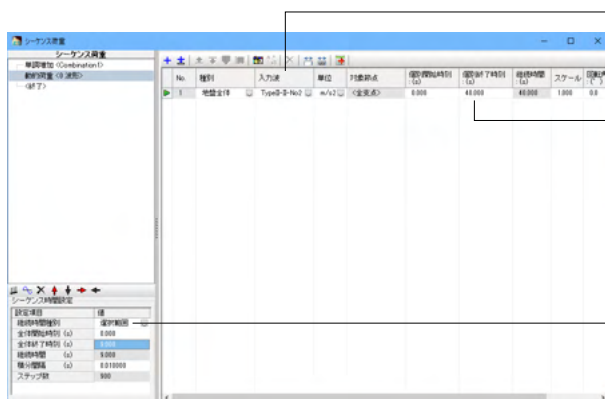 シーケンス荷重
シーケンス荷重
単調増加 (Combination1)
動的荷重 (0 波形)
(終了)
No. 種別 入力波 単位 対象節点 個別開始時刻 (s) 個別終了時刻 (s) 継続時間 (s) スケール
1 地盤全体 TypeⅡ-Ⅱ-No2 m/s2 <全支点> 0.000 40.000 40.000 1.000 0.0
シーケンス時間設定
設定項目 値
継続時間種別 選択範囲
全体開始時刻 (s) 0.000
全体終了時刻 (s)
継続時間 (s) 9.000
積分間隔 (s) 0.010000
ステップ数 900